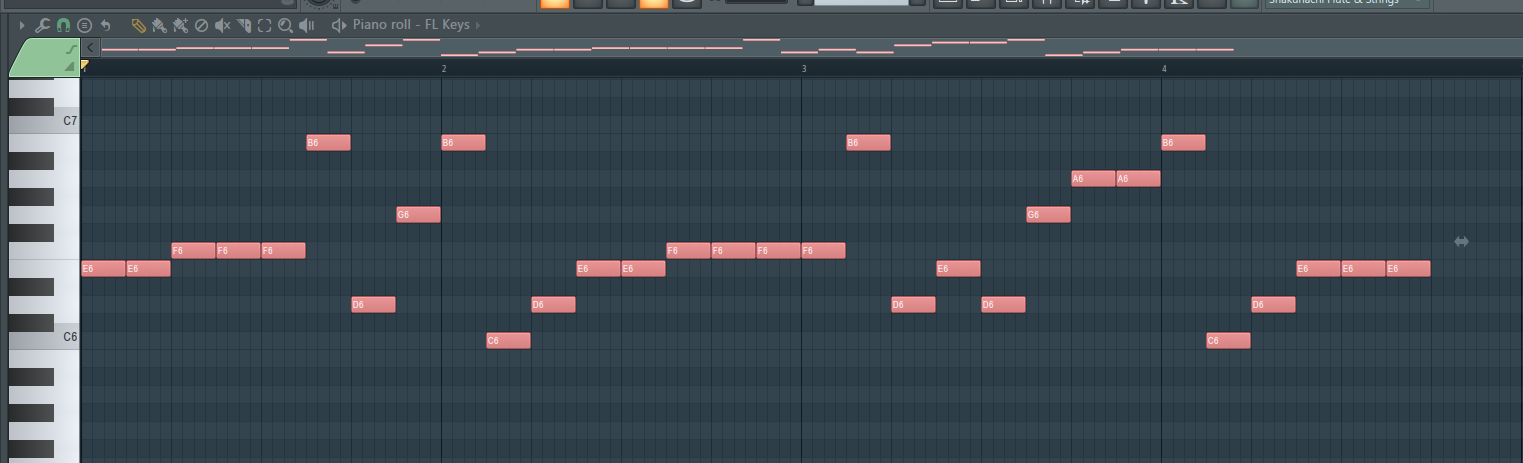 Shakuhachi Flute & Strings
Piano roll - FL Keys
2 3 4
C7
B6 B6 B6 B6
A6 A6
G6 G6
F6 F6 F6 F6 F6 F6 F6
E6 E6 E6 E6 E6 E6 E6 E6
D6 D6 D6 D6 D6
C6 C6 C6